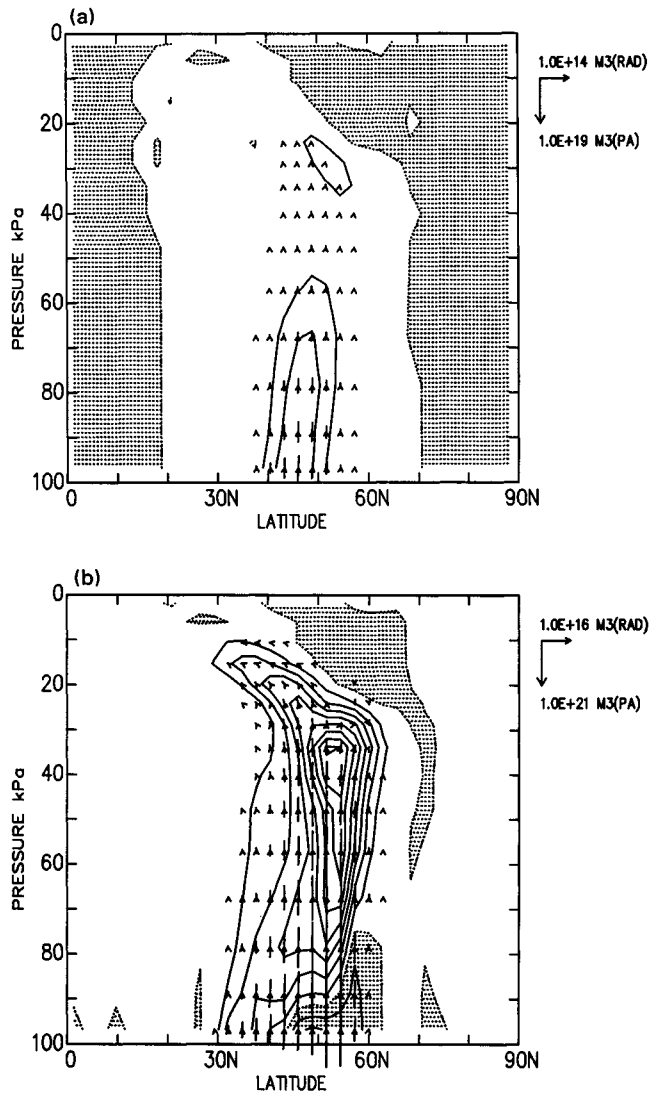 (a)
0
20
40
60
80
100
PRESSURE kPa
0
30N
60N
90N
LATITUDE
1.0E+14 M3(RAD)
1.0E+19 M3(PA)
(b)
0
20
40
60
80
100
PRESSURE kPa
0
30N
60N
90N
LATITUDE
1.0E+16 M3(RAD)
1.0E+21 M3(PA)